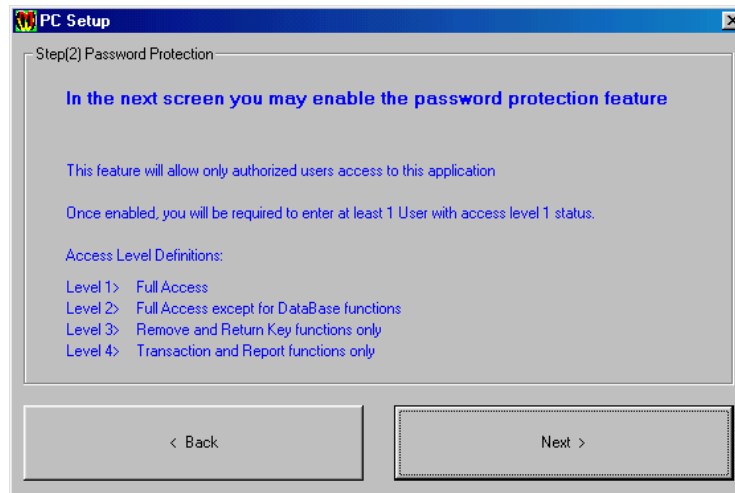 PC Setup
Step(2) Password Protection
In the next screen you may enable the password protection feature
This feature will allow only authorized users access to this application
Once enabled, you will be required to enter at least 1 User with access level 1 status.
Access Level Definitions:
Level 1> Full Access
Level 2> Full Access except for DataBase functions
Level 3> Remove and Return Key functions only
Level 4> Transaction and Report functions only
< Back
Next >